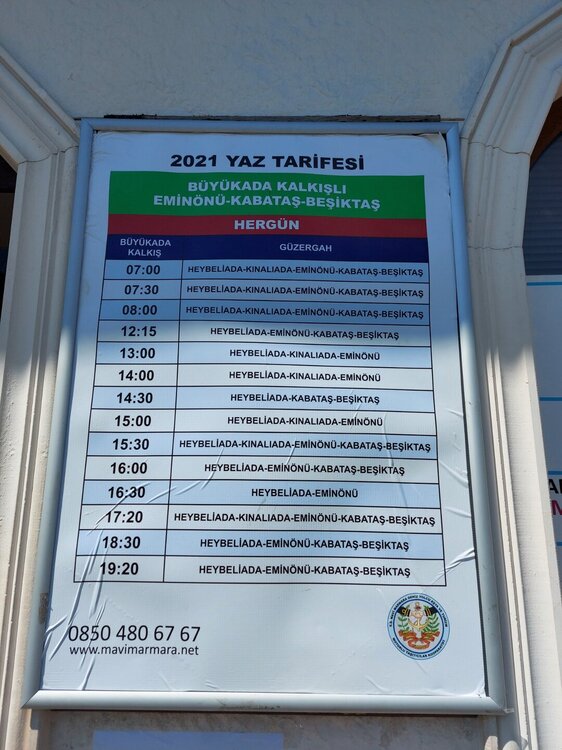 2021 YAZ TARİFESİ
BÜYÜKADA KALKIŞLI
EMİNÖNÜ-KABATAŞ-BEŞİKTAŞ
HERGÜN
BÜYÜKADA KALKIŞ GÜZERGAH
07:00 HEYBELİADA-KINALIADA-EMİNÖNÜ-KABATAŞ-BEŞİKTAŞ
07:30 HEYBELİADA-KINALIADA-EMİNÖNÜ-KABATAŞ-BEŞİKTAŞ
08:00 HEYBELİADA-KINALIADA-EMİNÖNÜ-KABATAŞ-BEŞİKTAŞ
12:15 HEYBELİADA-EMİNÖNÜ-KABATAŞ-BEŞİKTAŞ
13:00 HEYBELİADA-KINALIADA-EMİNÖNÜ
14:00 HEYBELİADA-KINALIADA-EMİNÖNÜ
14:30 HEYBELİADA-KABATAŞ-BEŞİKTAŞ
15:00 HEYBELİADA-KINALIADA-EMİNÖNÜ
15:30 HEYBELİADA-KINALIADA-EMİNÖNÜ-KABATAŞ-BEŞİKTAŞ
16:00 HEYBELİADA-EMİNÖNÜ-KABATAŞ-BEŞİKTAŞ
16:30 HEYBELİADA-EMİNÖNÜ
17:20 HEYBELİADA-KINALIADA-EMİNÖNÜ-KABATAŞ-BEŞİKTAŞ
18:30 HEYBELİADA-EMİNÖNÜ-KABATAŞ-BEŞİKTAŞ
19:20 HEYBELİADA-EMİNÖNÜ-KABATAŞ-BEŞİKTAŞ
0850 480 67 67
www.mavimarmara.net